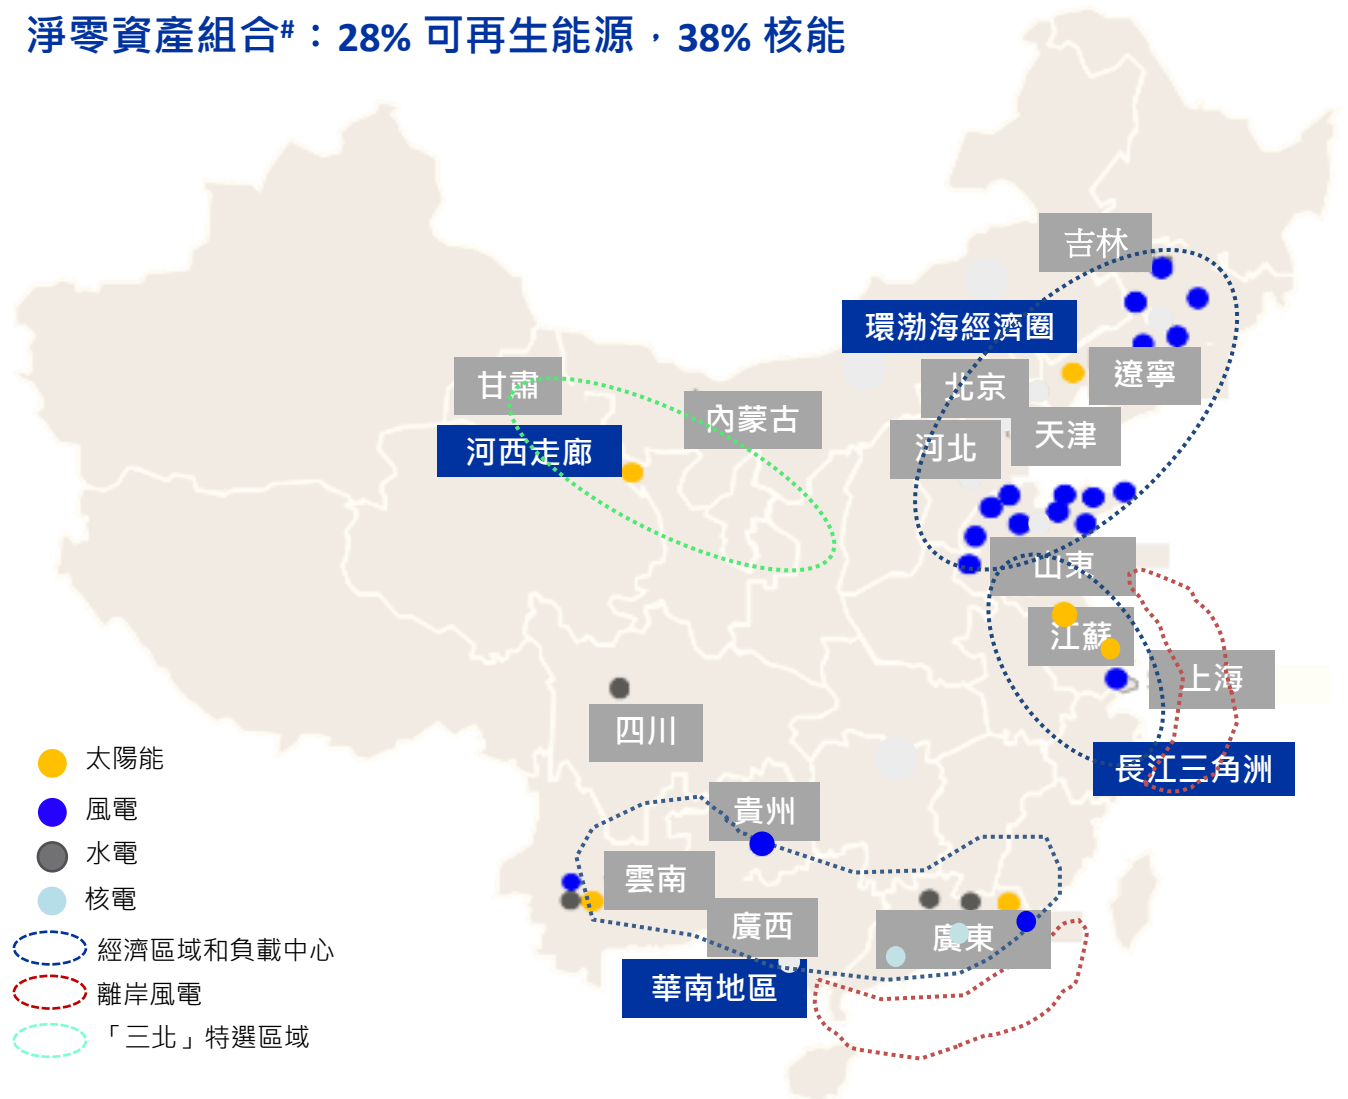 淨零資產組合#：28% 可再生能源，38% 核能
吉林
環渤海經濟圈
遼寧
北京
甘肅
內蒙古
天津
河北
河西走廊
山東
江蘇
上海
四川
長江三角洲
貴州
雲南
廣西
廣東
華南地區
太陽能
風電
水電
核電
經濟區域和負載中心
離岸風電
「三北」特選區域